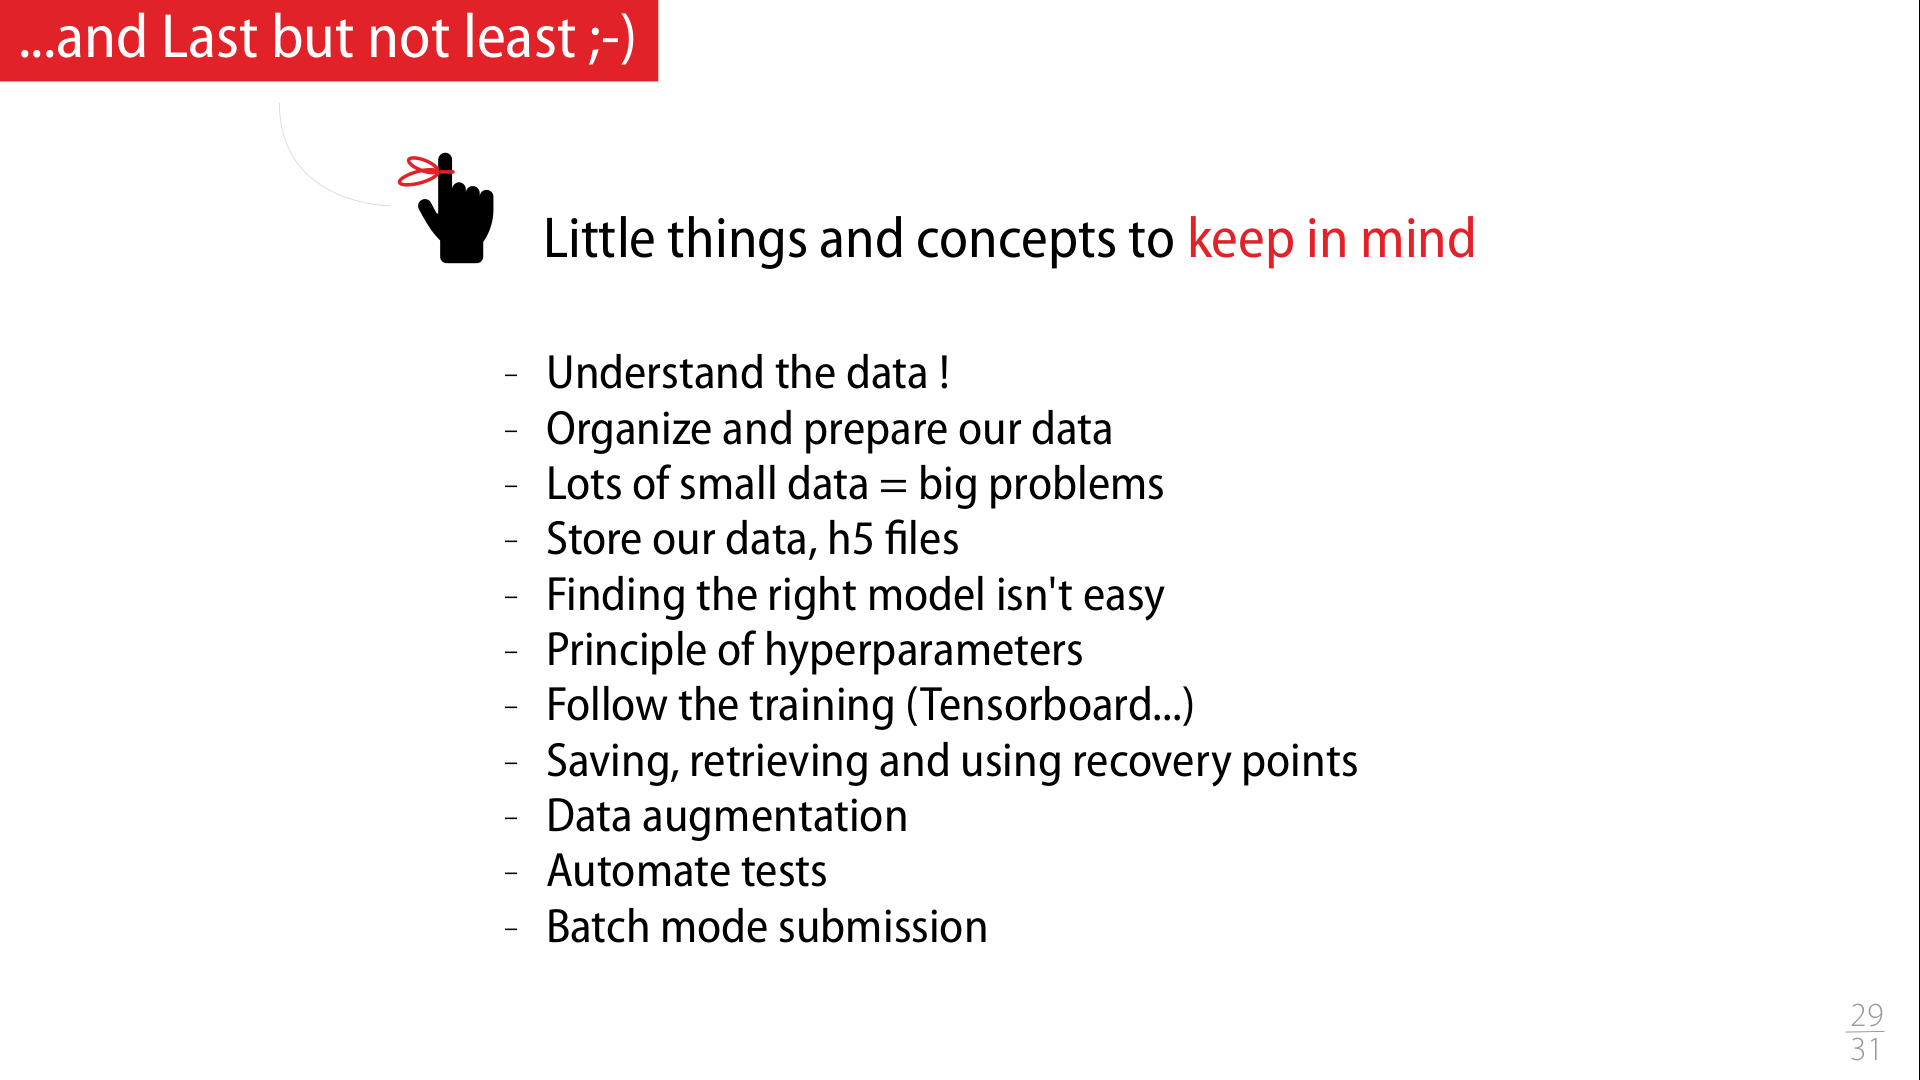 ...and Last but not least ;-)
Little things and concepts to keep in mind
- Understand the data !
- Organize and prepare our data
- Lots of small data = big problems
- Store our data, h5 files
- Finding the right model isn't easy
- Principle of hyperparameters
- Follow the training (Tensorboard...)
- Saving, retrieving and using recovery points
- Data augmentation
- Automate tests
- Batch mode submission
29
31